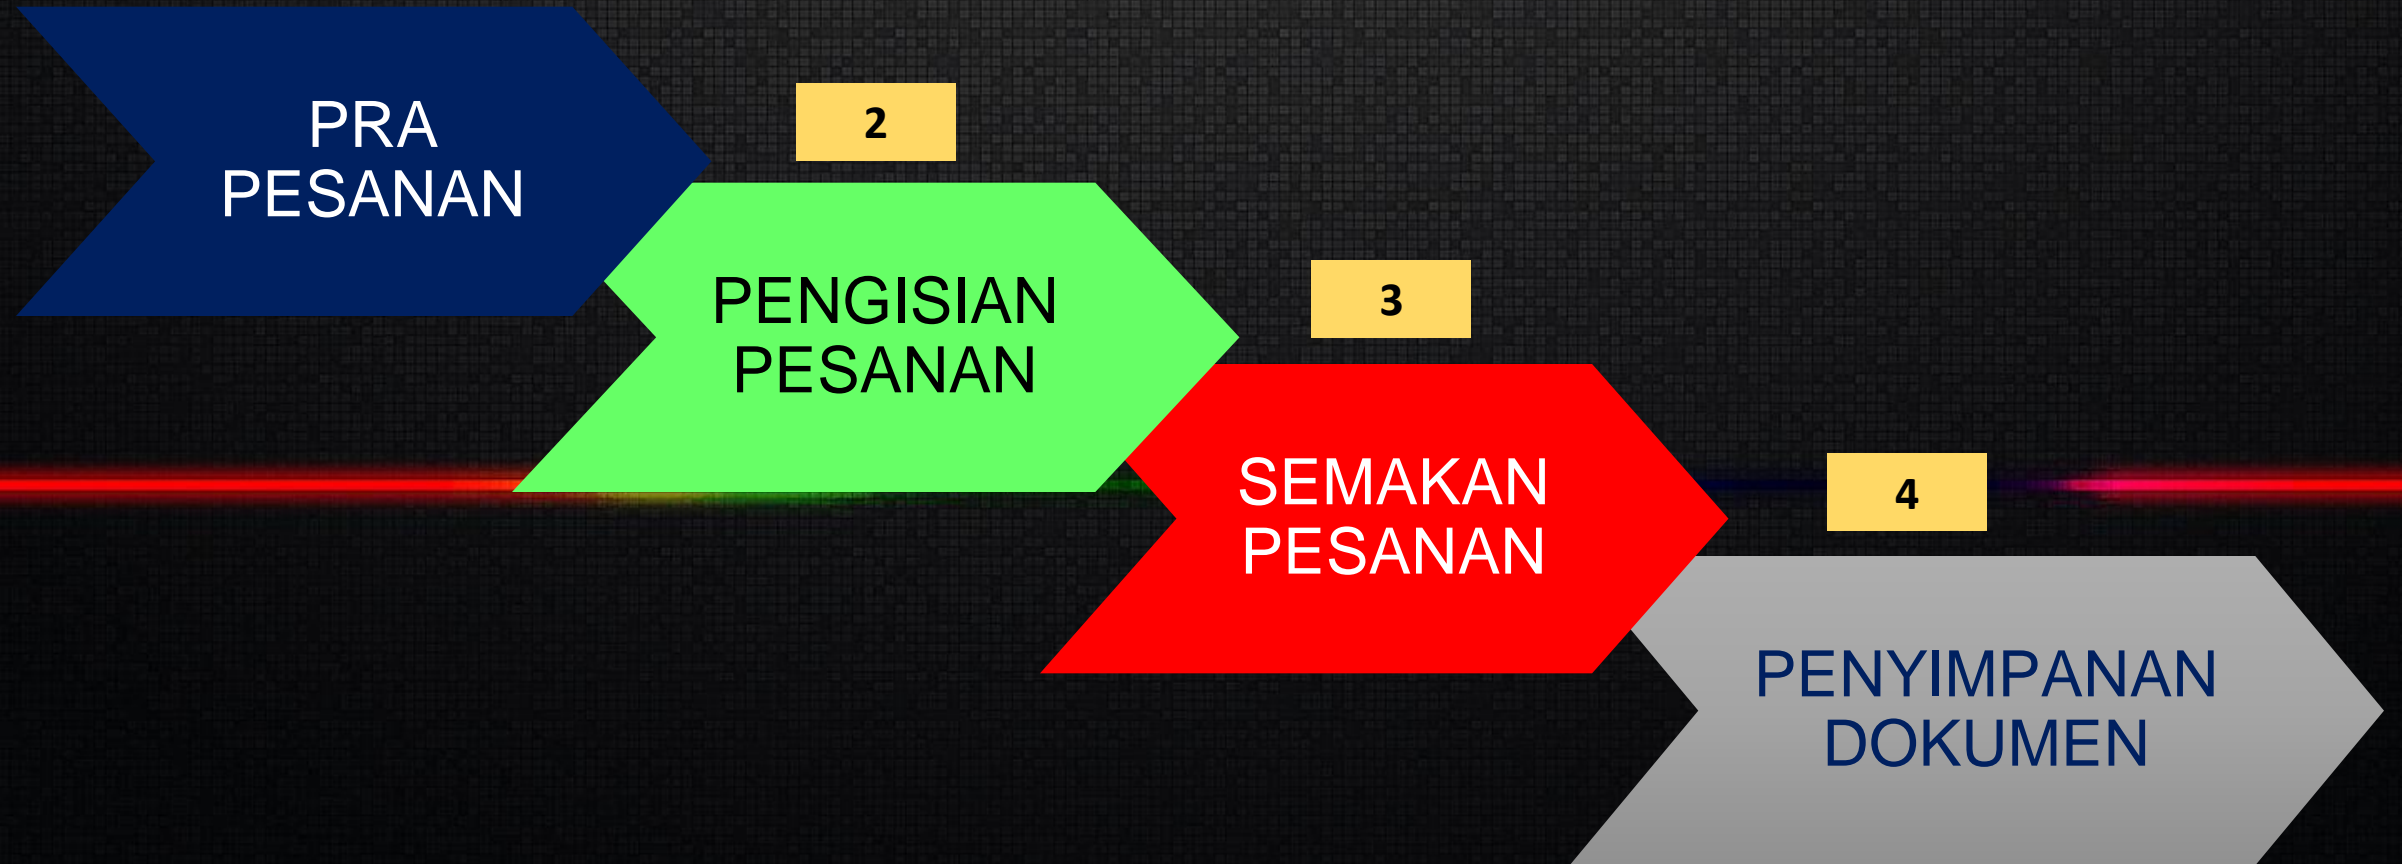 PRA
PESANAN
2
PENGISIAN
PESANAN
3
SEMAKAN
PESANAN
4
PENYIMPANAN
DOKUMEN